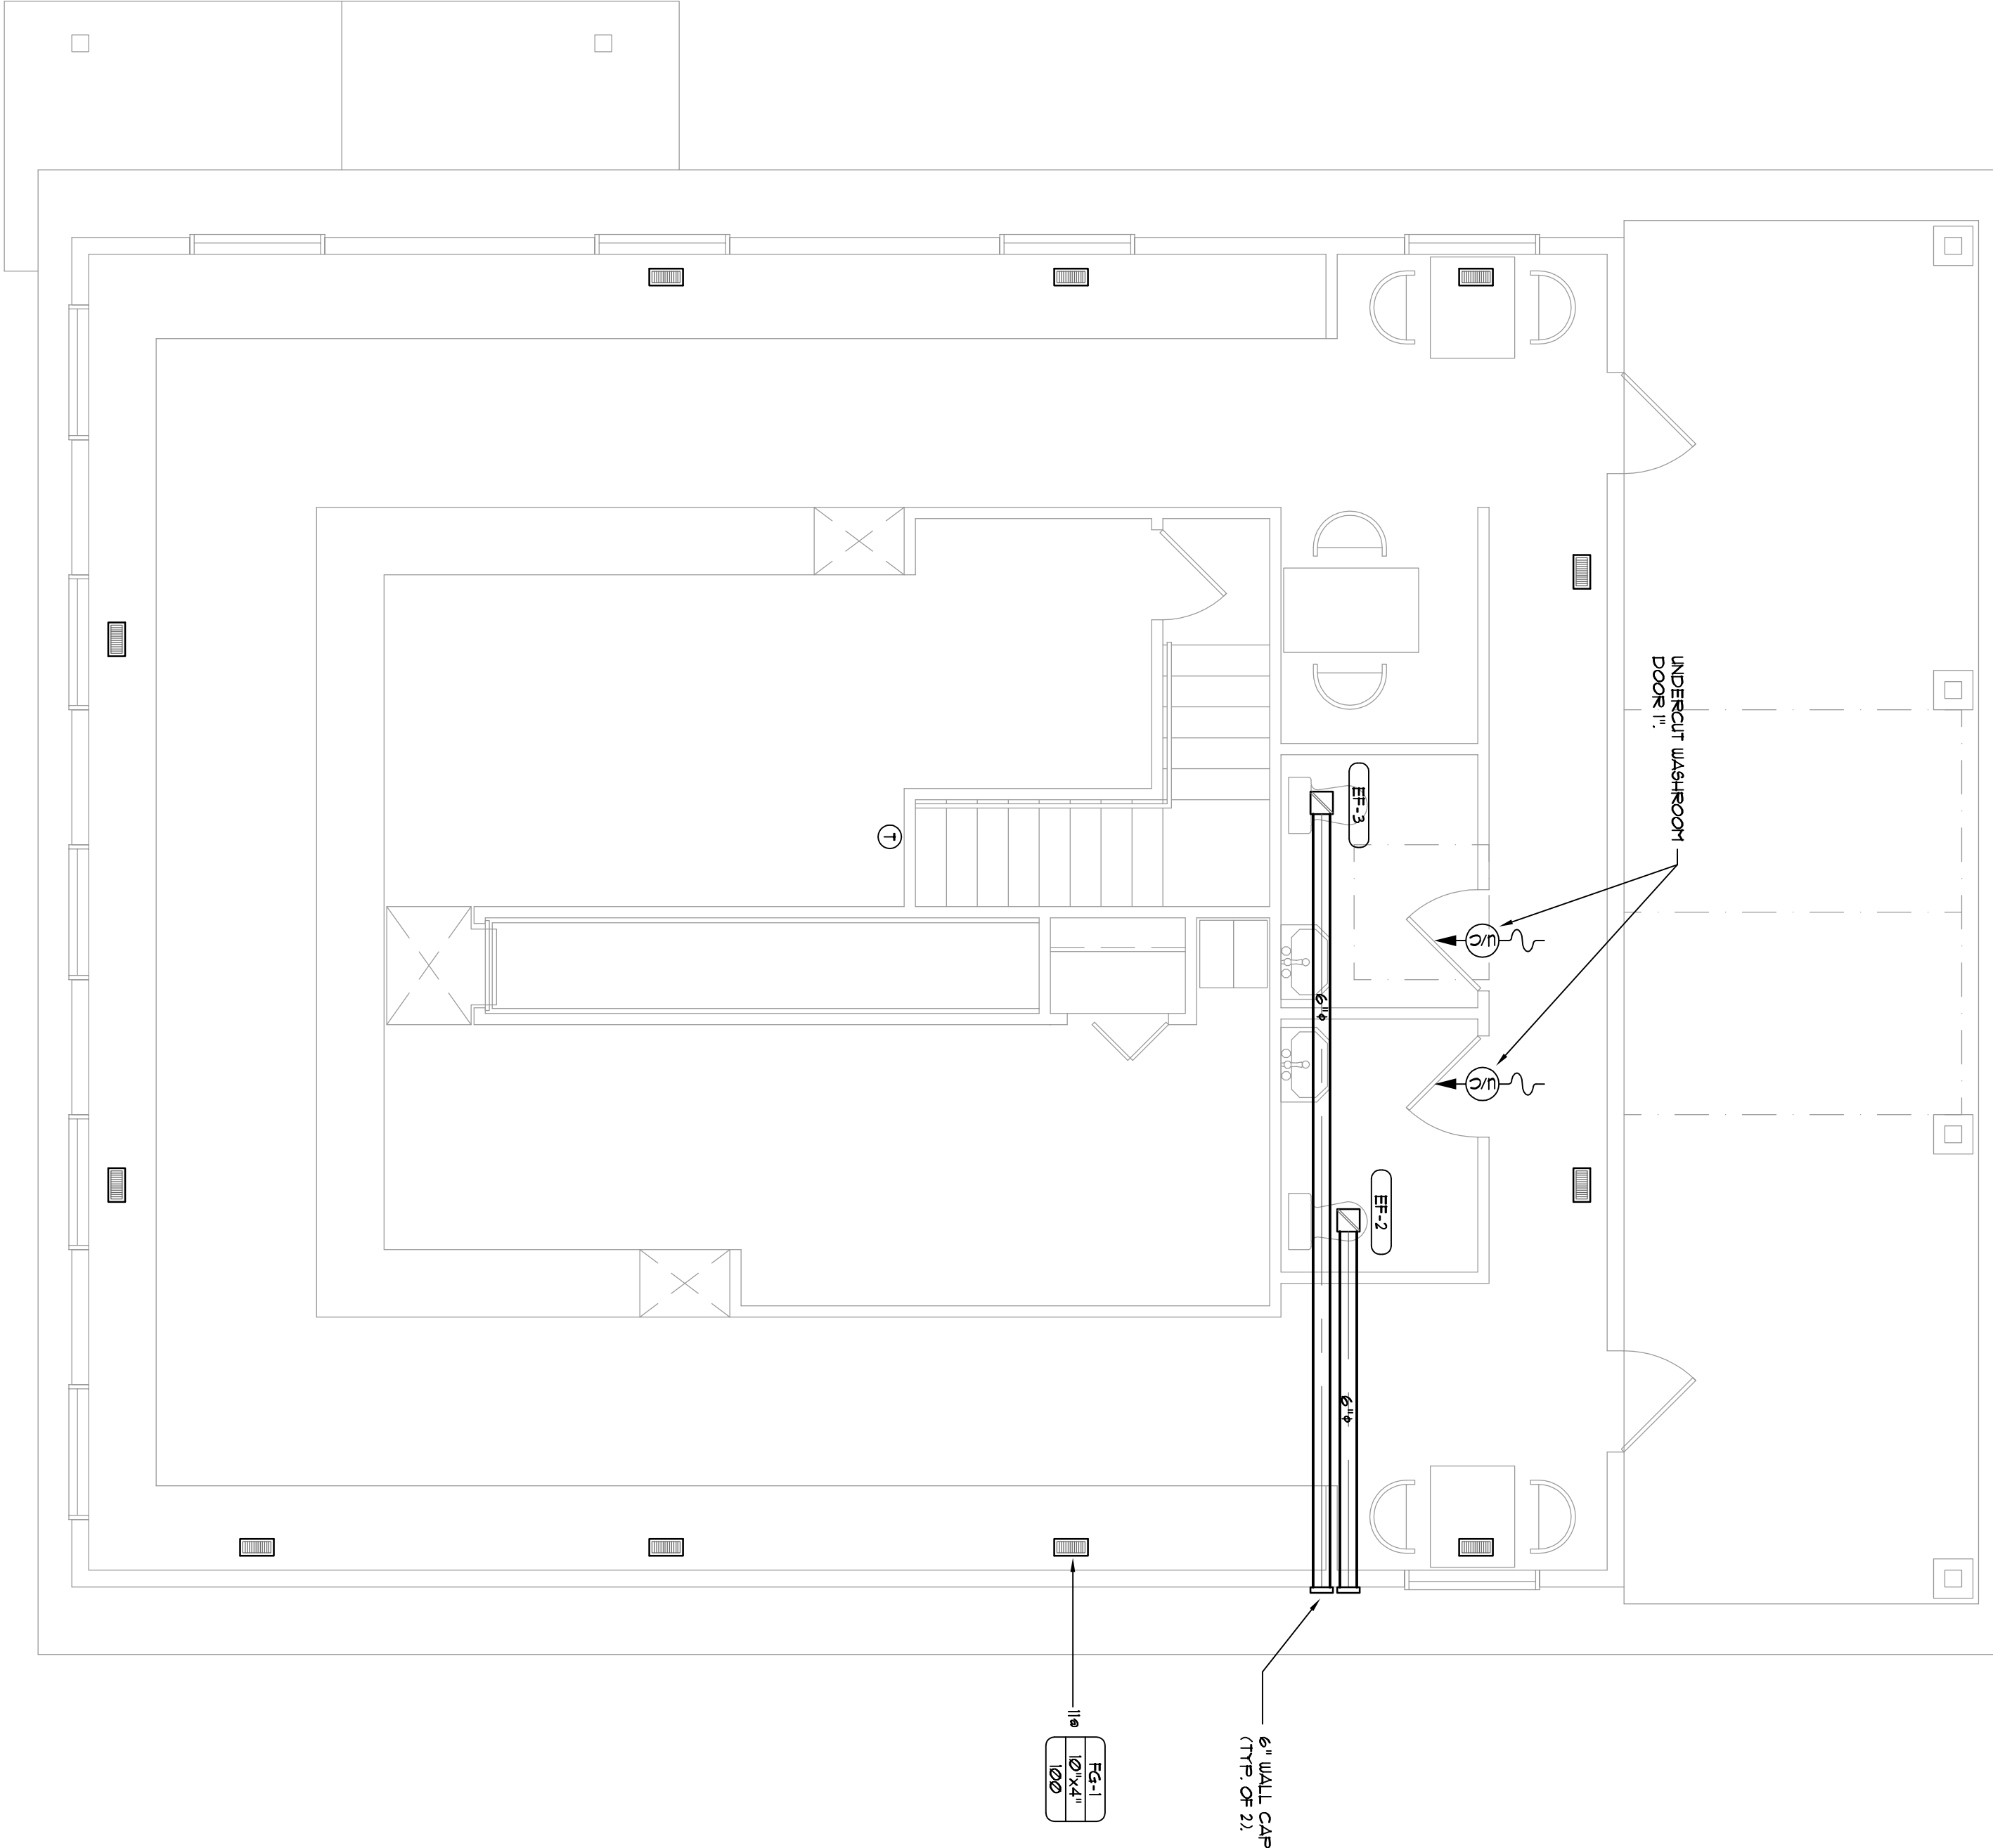 UNDERCUT WASHROOM
DOOR 1".
EF-3
U/C
U/C
6"ϕ
EF-2
6"ϕ
T
11@
FG-1
10"x4"
100
6" WALL CAP
(TYP. OF 2).